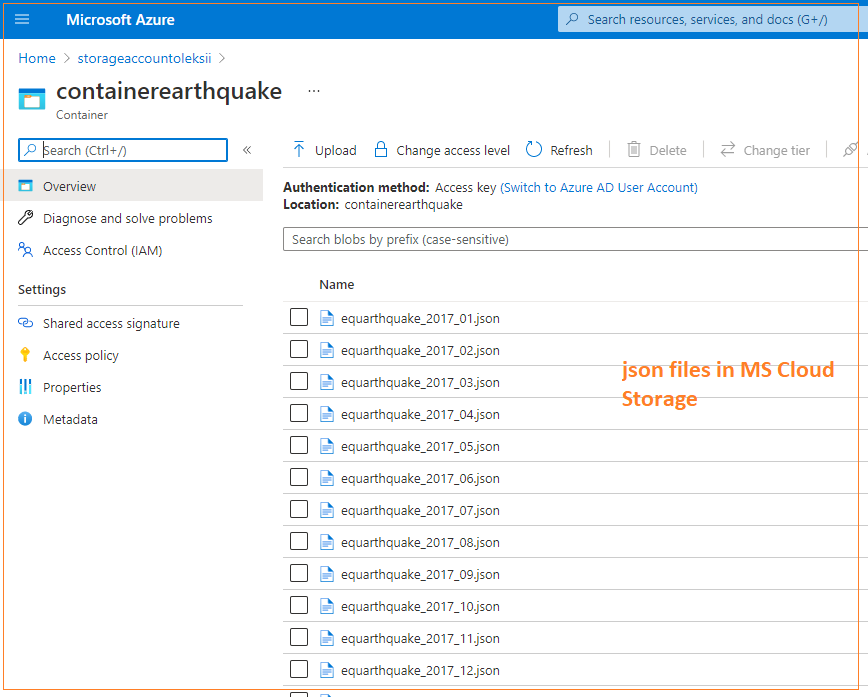 Microsoft Azure
Search resources, services, and docs (G+/)
Home > storageaccountoleksii >
containerearthquake ...
Container
Search (Ctrl+/)
«
Upload
Change access level
Refresh
Delete
Change tier
Overview
Diagnose and solve problems
Access Control (IAM)
Settings
Shared access signature
Access policy
Properties
Metadata
Authentication method: Access key (Switch to Azure AD User Account)
Location: containerearthquake
Search blobs by prefix (case-sensitive)
Name
equarthquake_2017_01.json
equarthquake_2017_02.json
equarthquake_2017_03.json
equarthquake_2017_04.json
equarthquake_2017_05.json
equarthquake_2017_06.json
equarthquake_2017_07.json
equarthquake_2017_08.json
equarthquake_2017_09.json
equarthquake_2017_10.json
equarthquake_2017_11.json
equarthquake_2017_12.json
json files in MS Cloud
Storage